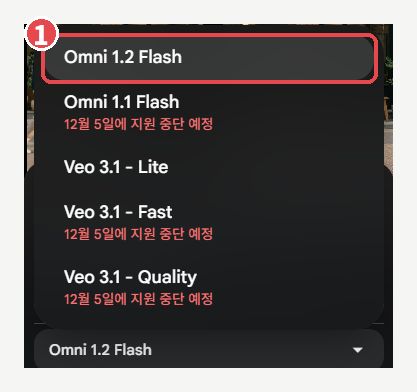 1
Omni 1.2 Flash
Omni 1.1 Flash
12월 5일에 지원 중단 예정
Veo 3.1 - Lite
Veo 3.1 - Fast
12월 5일에 지원 중단 예정
Veo 3.1 - Quality
12월 5일에 지원 중단 예정
Omni 1.2 Flash